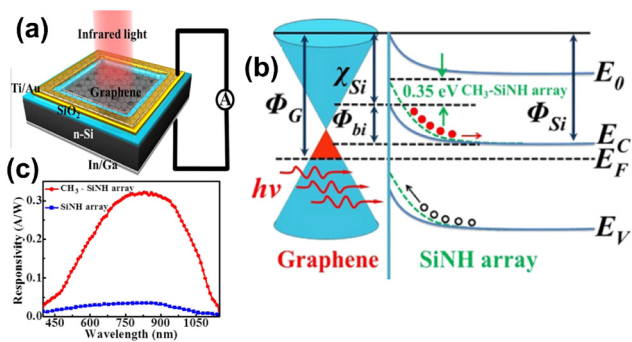 (a)
Infrared light
Ti/Au
Graphene
SiO₂
n-Si
In/Ga
A
(b)
χSi
E0
0.35 eV CH₃-SiNH array
ΦG
Φbi
ΦSi
EC
EF
hν
EV
Graphene
SiNH array
(c)
CH₃ - SiNH array
SiNH array
Responsivity (A/W)
0.3
0.2
0.1
0
450 600 750 900 1050
Wavelength (nm)